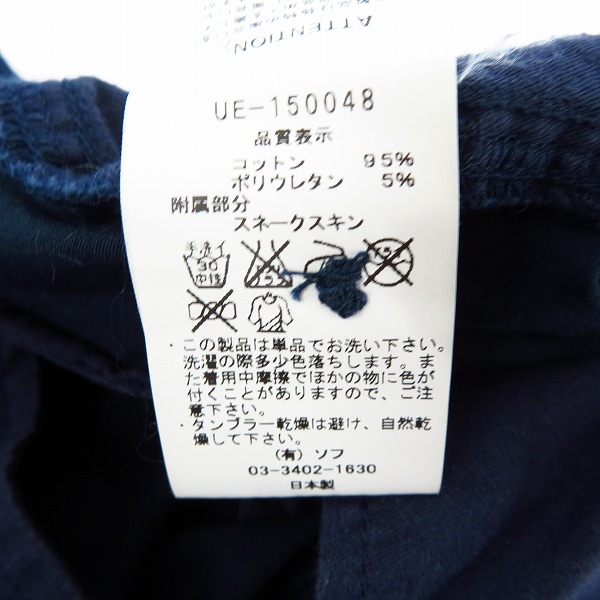 ATTENTION
UE-150048
品質表示
コットン 95%
ポリウレタン 5%
附属部分
スネークスキン
手洗イ
30
中性
・この製品は単品でお洗い下さい。
洗濯の際多少色落ちします。ま
た着用中摩擦でほかの物に色が
付くことがありますので、ご注
意下さい。
・タンブラー乾燥は避け、自然乾
燥して下さい。
(有) ソフ
03-3402-1630
日本製